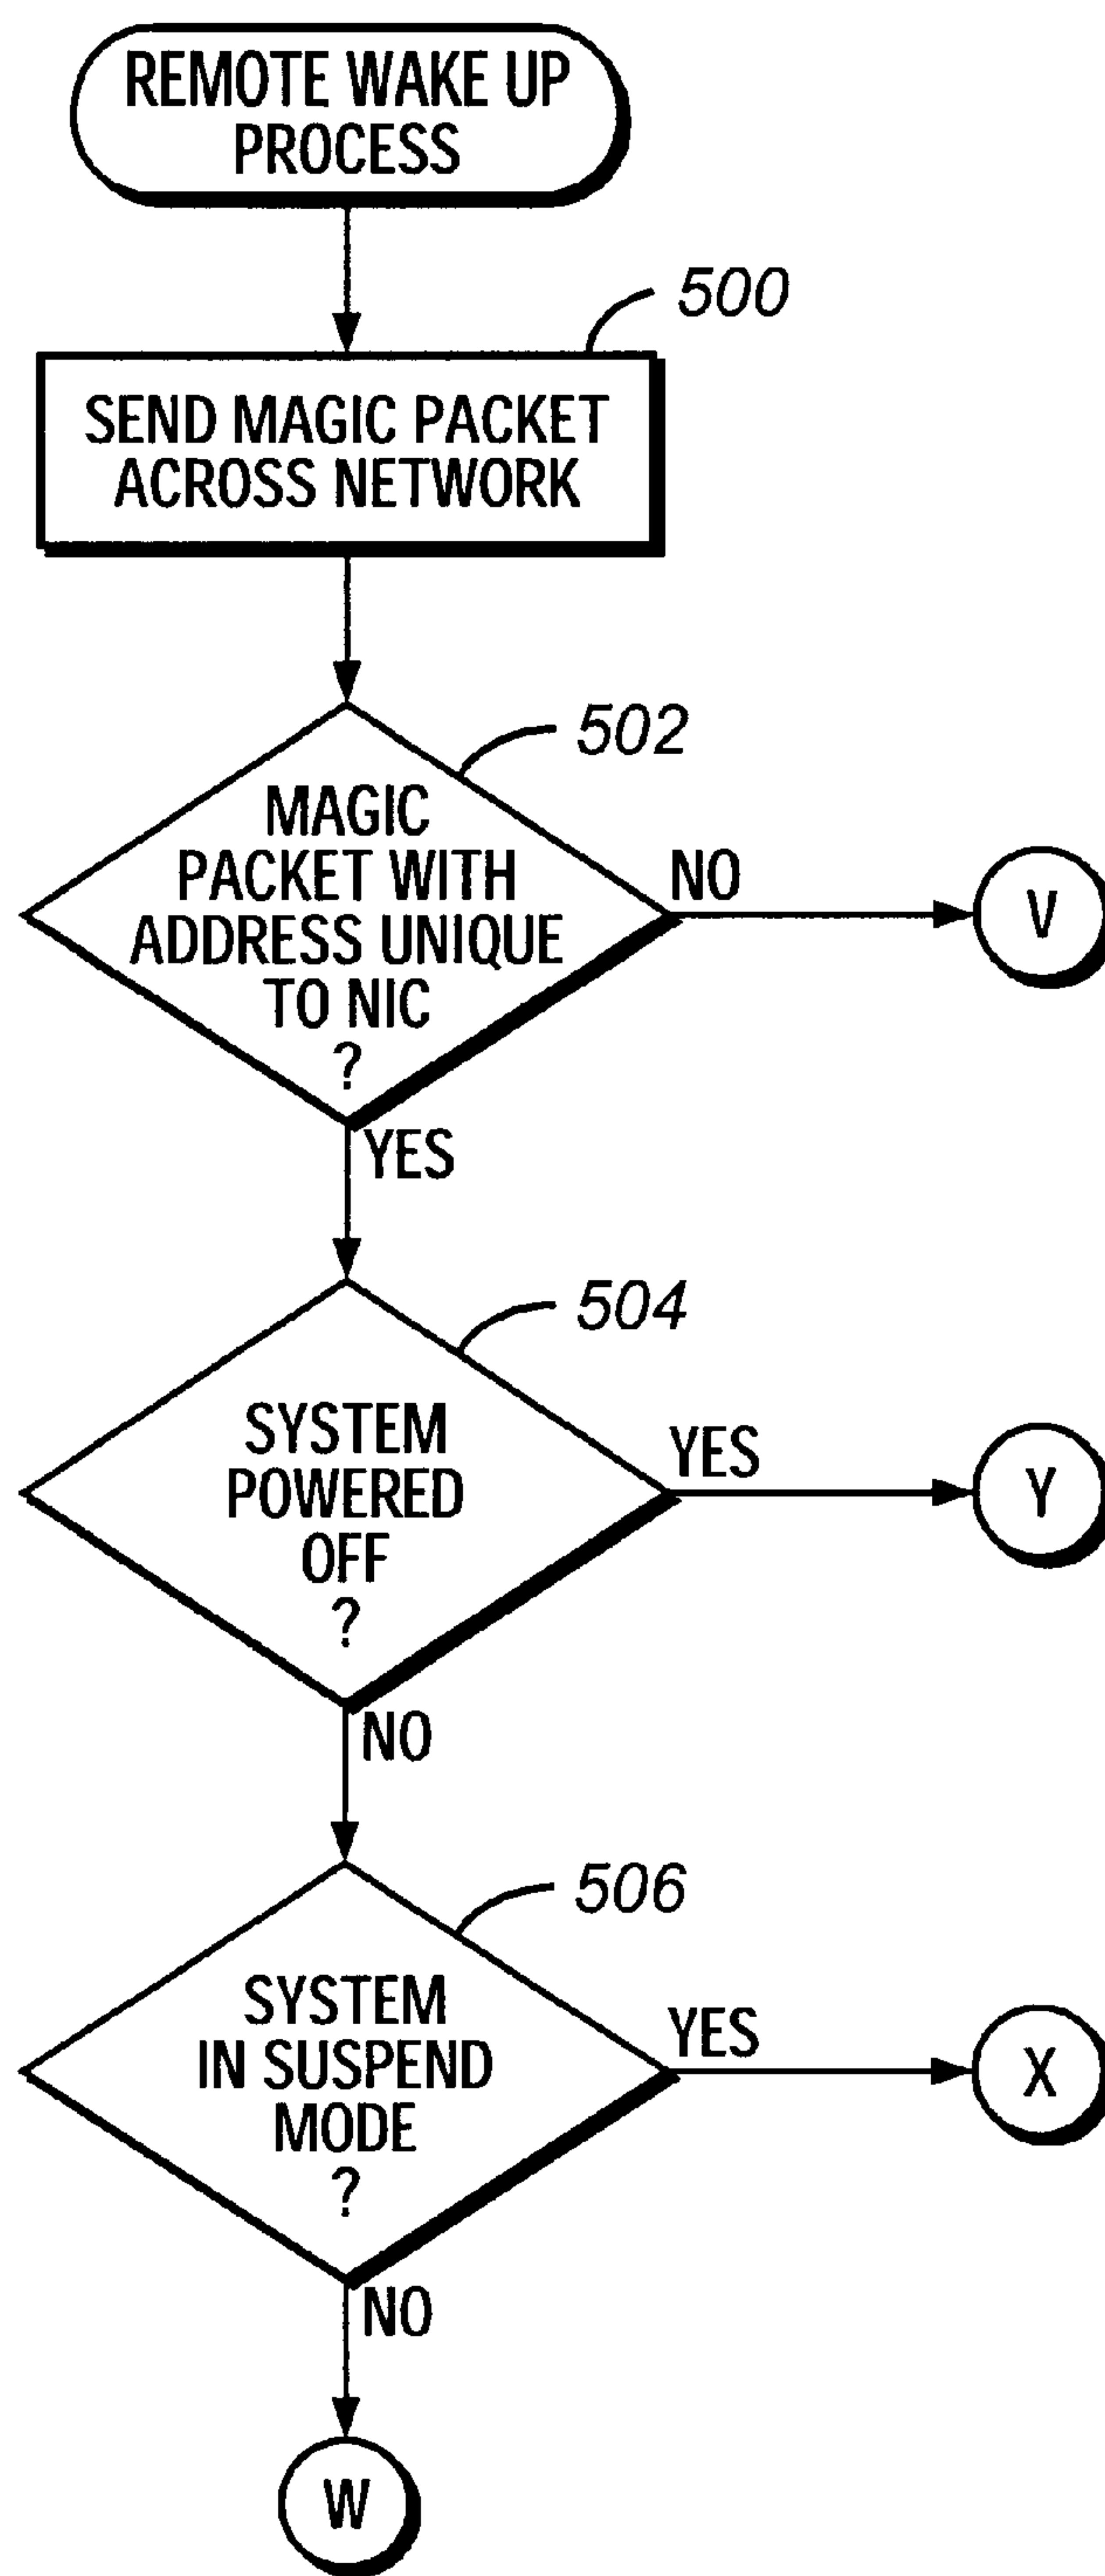 REMOTE WAKE UP
PROCESS
500
SEND MAGIC PACKET
ACROSS NETWORK
502
MAGIC
PACKET WITH
ADDRESS UNIQUE
TO NIC
?
NO
V
YES
504
SYSTEM
POWERED
OFF
?
YES
Y
NO
506
SYSTEM
IN SUSPEND
MODE
?
YES
X
NO
W